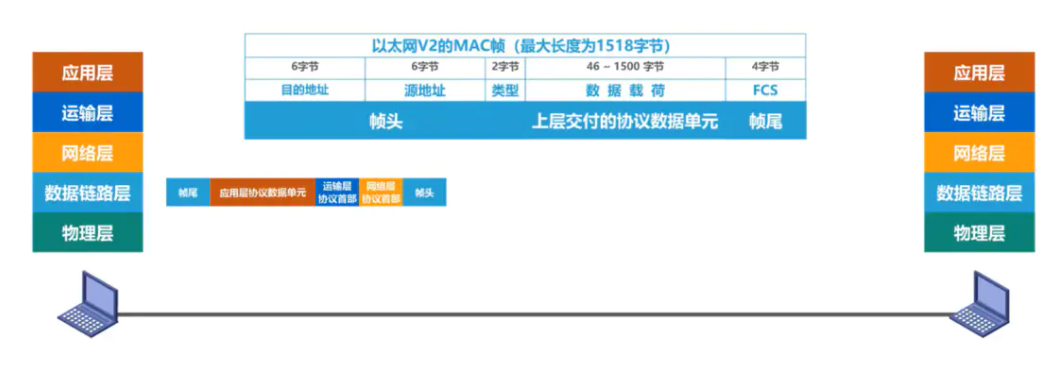 以太网V2的MAC帧（最大长度为1518字节）
6字节 6字节 2字节 46 ~ 1500 字节 4字节
目的地址 源地址 类型 数 据 载 荷 FCS
帧头 上层交付的协议数据单元 帧尾
应用层
运输层
网络层
数据链路层
物理层
帧尾 应用层协议数据单元 运输层协议首部 网络层协议首部 帧头
应用层
运输层
网络层
数据链路层
物理层